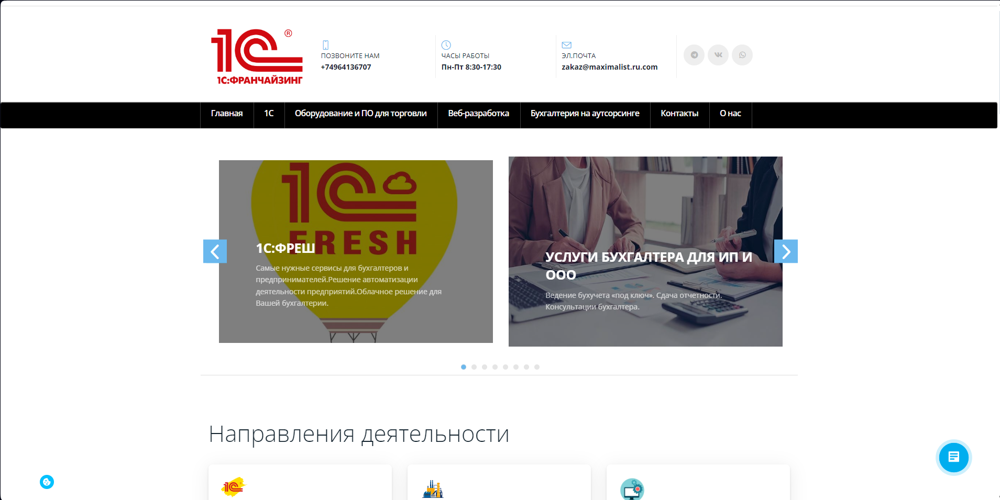 1С ®
1С:ФРАНЧАЙЗИНГ
ПОЗВОНИТЕ НАМ
+74964136707
ЧАСЫ РАБОТЫ
Пн-Пт 8:30-17:30
ЭЛ.ПОЧТА
zakaz@maximalist.ru.com
Главная
1С
Оборудование и ПО для торговли
Веб-разработка
Бухгалтерия на аутсорсинге
Контакты
О нас
1С
FRESH
1С:ФРЕШ
Самые нужные сервисы для бухгалтеров и
предпринимателей.Решение автоматизации
деятельности предприятий.Облачное решение для
Вашей бухгалтерии.
УСЛУГИ БУХГАЛТЕРА ДЛЯ ИП И
ООО
Ведение бухучета «под ключ». Сдача отчетности.
Консультации бухгалтера.
Направления деятельности
1С